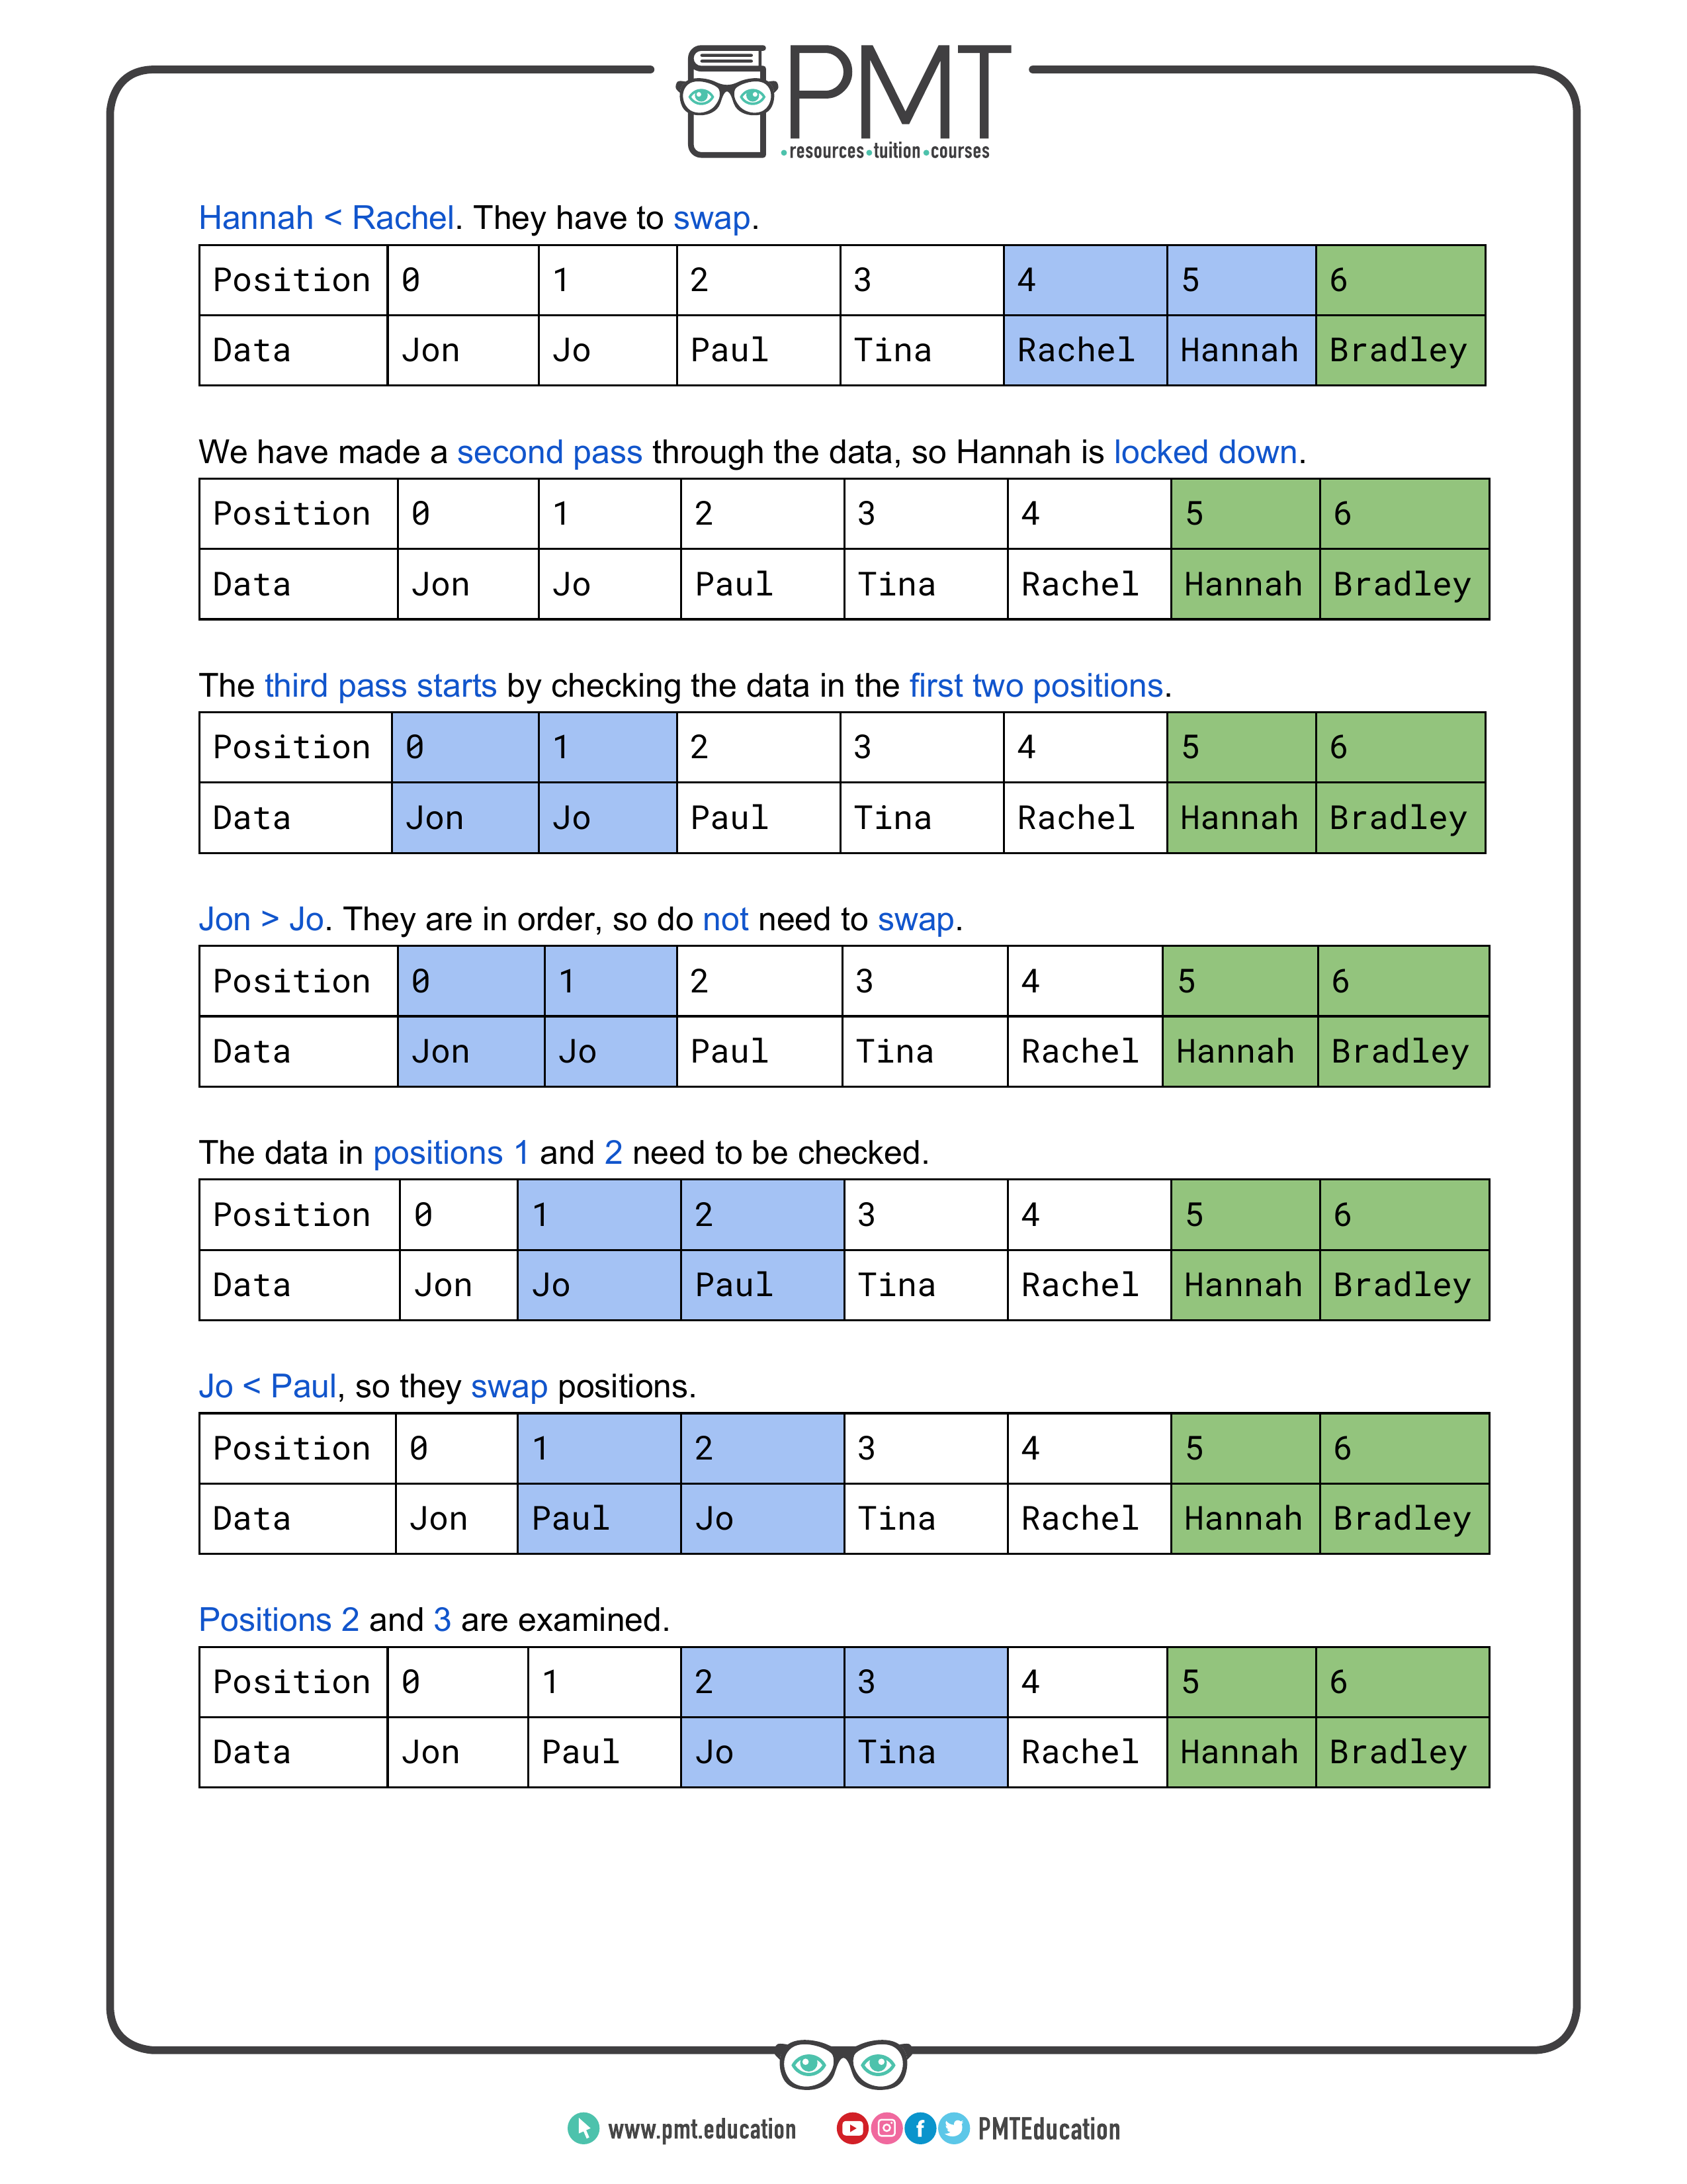 PMT
•resources•tuition•courses
Hannah < Rachel. They have to swap.
Position 0 1 2 3 4 5 6
Data Jon Jo Paul Tina Rachel Hannah Bradley
We have made a second pass through the data, so Hannah is locked down.
Position 0 1 2 3 4 5 6
Data Jon Jo Paul Tina Rachel Hannah Bradley
The third pass starts by checking the data in the first two positions.
Position 0 1 2 3 4 5 6
Data Jon Jo Paul Tina Rachel Hannah Bradley
Jon > Jo. They are in order, so do not need to swap.
Position 0 1 2 3 4 5 6
Data Jon Jo Paul Tina Rachel Hannah Bradley
The data in positions 1 and 2 need to be checked.
Position 0 1 2 3 4 5 6
Data Jon Jo Paul Tina Rachel Hannah Bradley
Jo < Paul, so they swap positions.
Position 0 1 2 3 4 5 6
Data Jon Paul Jo Tina Rachel Hannah Bradley
Positions 2 and 3 are examined.
Position 0 1 2 3 4 5 6
Data Jon Paul Jo Tina Rachel Hannah Bradley
www.pmt.education PMTEducation